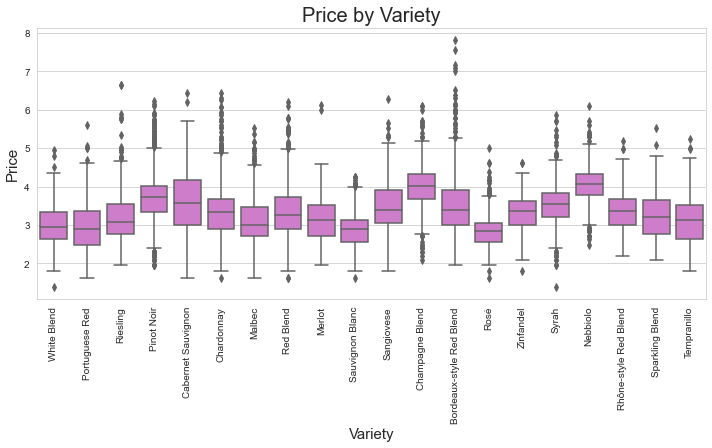 Price by Variety
8
7
6
5
4
3
2
Price
White Blend
Portuguese Red
Riesling
Pinot Noir
Cabernet Sauvignon
Chardonnay
Malbec
Red Blend
Merlot
Sauvignon Blanc
Sangiovese
Champagne Blend
Bordeaux-style Red Blend
Rosé
Zinfandel
Syrah
Nebbiolo
Rhône-style Red Blend
Sparkling Blend
Tempranillo
Variety